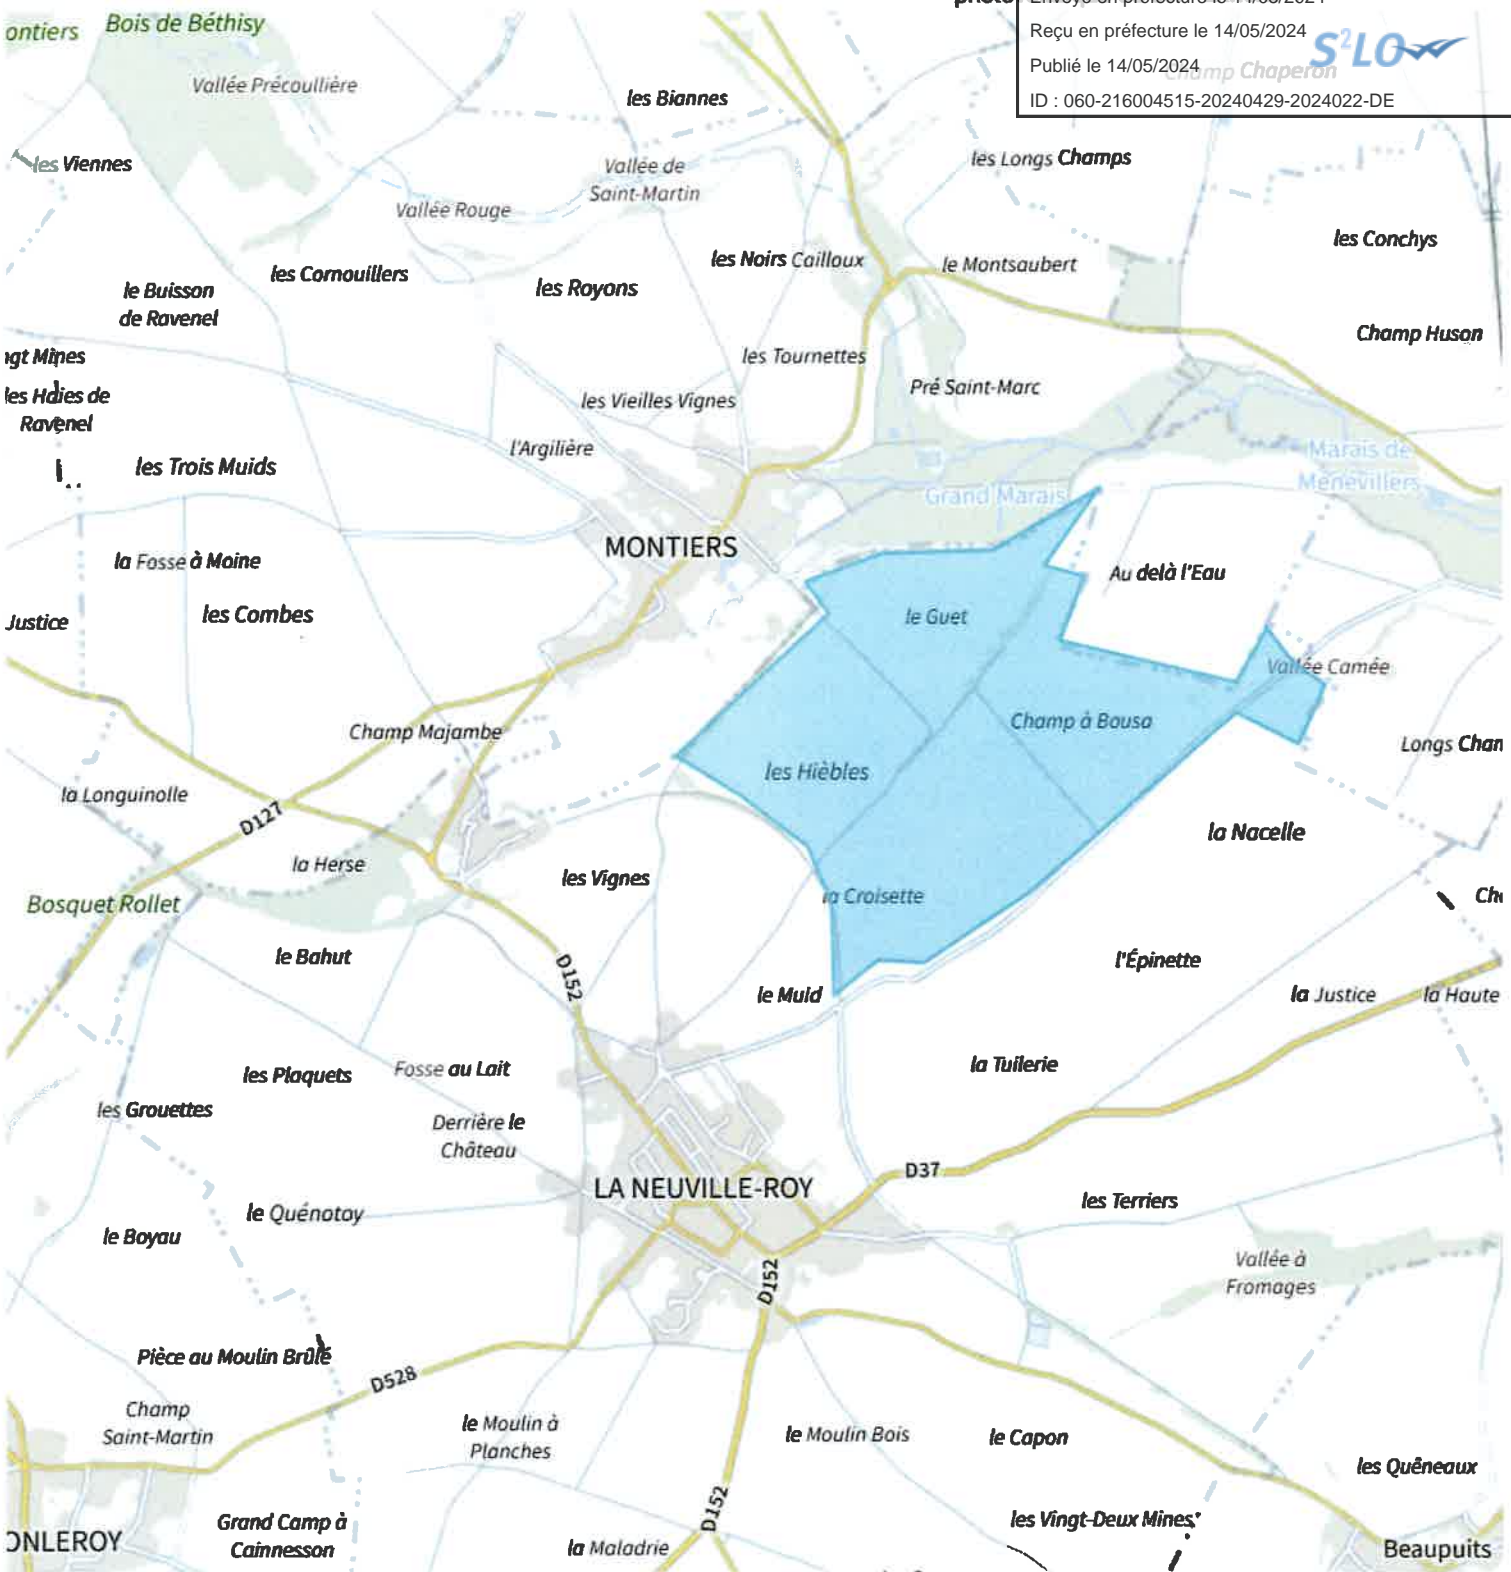 Reçu en préfecture le 14/05/2024
Publié le 14/05/2024
ID : 060-216004515-20240429-2024022-DE
S²LO
Champ Chaperon
ontiers
Bois de Béthisy
Vallée Précoullière
les Biannes
les Viennes
Vallée de
Saint-Martin
les Longs Champs
Vallée Rouge
les Conchys
les Cornouillers
les Noirs Cailloux
le Montsaubert
le Buisson
de Ravenel
les Royons
Champ Huson
ngt Mines
les Tournettes
les Haies de
Ravenel
les Vieilles Vignes
Pré Saint-Marc
l'Argilière
Marais de
Ménévillers
les Trois Muids
Grand Marais
MONTIERS
la Fosse à Moine
Au delà l'Eau
Justice
les Combes
le Guet
Vallée Camée
Champ Majambe
Champ à Bousa
Longs Chan
la Longuinolle
les Hièbles
D127
la Nacelle
la Herse
les Vignes
la Croisette
Bosquet Rollet
le Bahut
D152
l'Épinette
le Muid
la Justice
la Haute
les Plaquets
Fosse au Lait
la Tuilerie
les Grouettes
Derrière le
Château
D37
LA NEUVILLE-ROY
le Quénotoy
les Terriers
le Boyau
Vallée à
Fromages
D152
Pièce au Moulin Brûlé
D528
Champ
Saint-Martin
le Moulin à
Planches
le Moulin Bois
le Capon
les Quêneaux
D152
Grand Camp à
Cainnesson
les Vingt-Deux Mines
ONLEROY
la Maladrie
Beaupuits